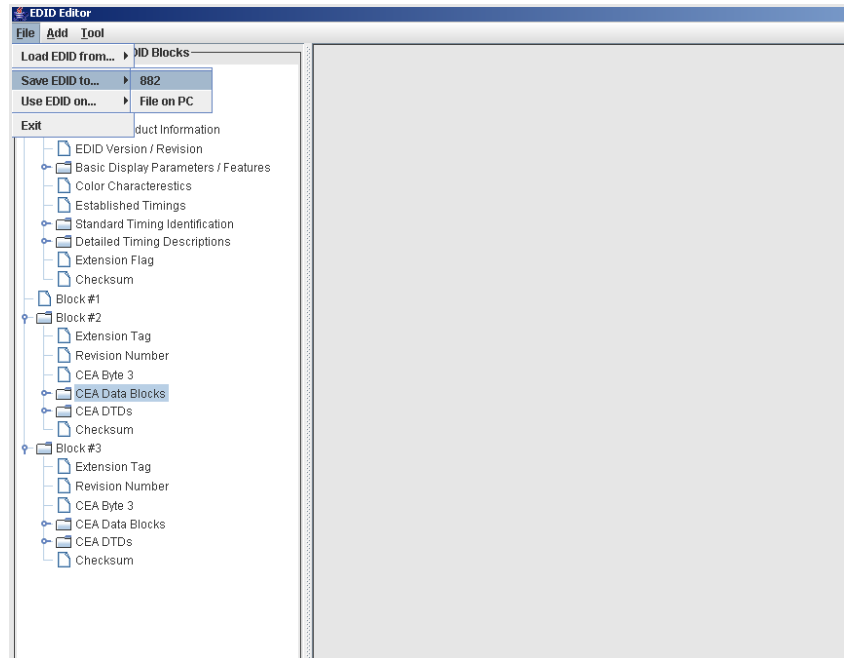 EDID Editor
File Add Tool
Load EDID from...
DID Blocks
Save EDID to...
882
Use EDID on...
File on PC
Exit
duct Information
EDID Version / Revision
Basic Display Parameters / Features
Color Characterestics
Established Timings
Standard Timing Identification
Detailed Timing Descriptions
Extension Flag
Checksum
Block #1
Block #2
Extension Tag
Revision Number
CEA Byte 3
CEA Data Blocks
CEA DTDs
Checksum
Block #3
Extension Tag
Revision Number
CEA Byte 3
CEA Data Blocks
CEA DTDs
Checksum